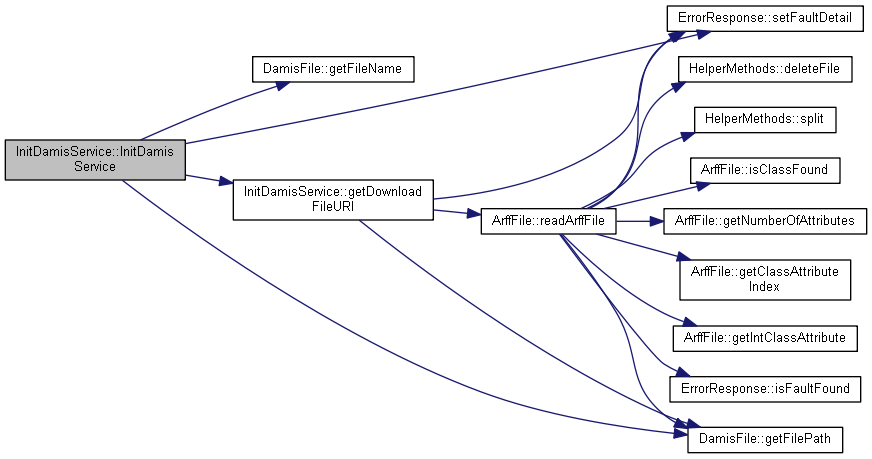 ErrorResponse::setFaultDetail
DamisFile::getFileName
HelperMethods::deleteFile
HelperMethods::split
InitDamisService::InitDamis
Service
ArffFile::isClassFound
InitDamisService::getDownload
FileURI
ArffFile::readArffFile
ArffFile::getNumberOfAttributes
ArffFile::getClassAttribute
Index
ArffFile::getIntClassAttribute
ErrorResponse::isFaultFound
DamisFile::getFilePath